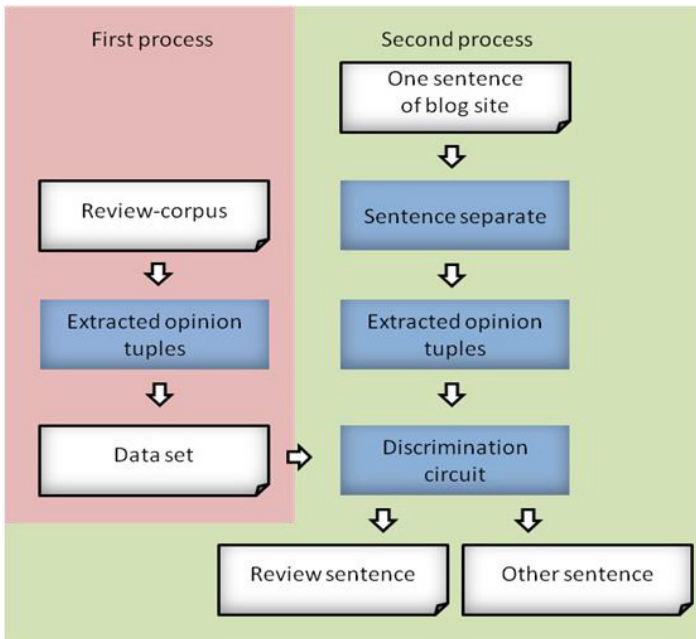 First process
Review-corpus
Extracted opinion
tuples
Data set
Second process
One sentence
of blog site
Sentence separate
Extracted opinion
tuples
Discrimination
circuit
Review sentence
Other sentence